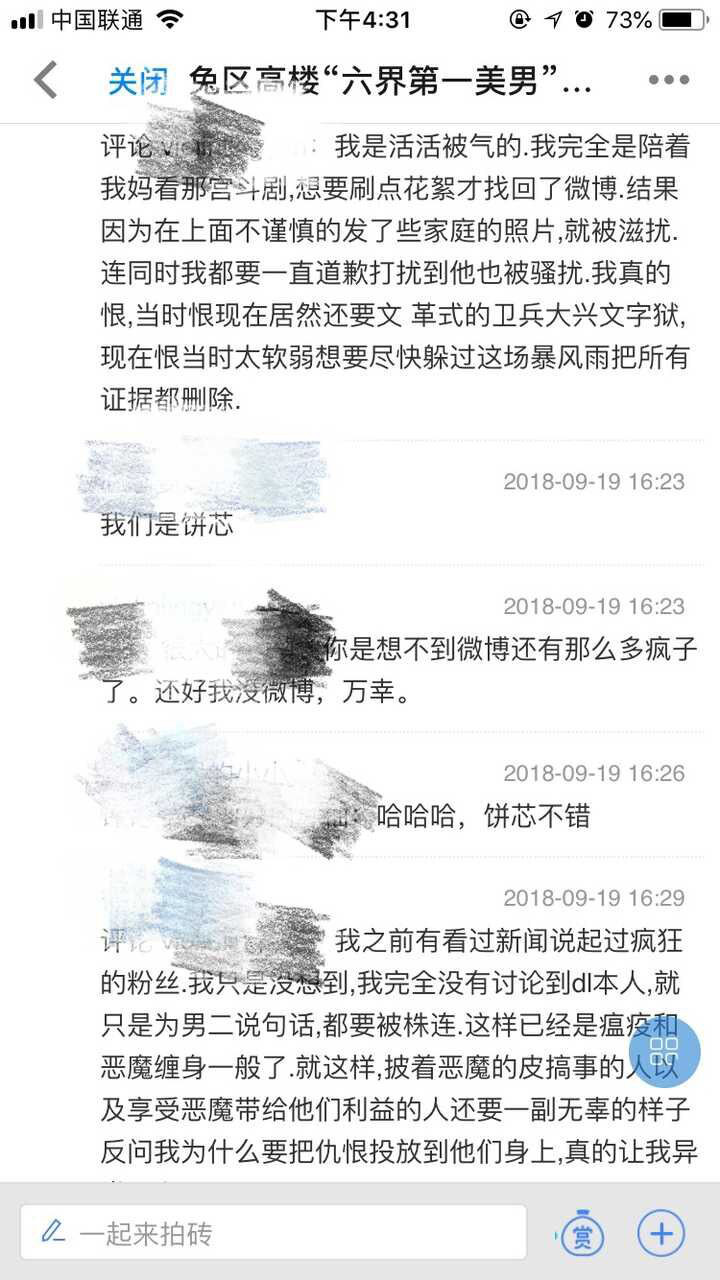 中国联通
下午4:31
73%
关闭
兔区高楼“六界第一美男”...
评论
我是活活被气的.我完全是陪着
我妈看那宫斗剧,想要刷点花絮才找回了微博.结果
因为在上面不谨慎的发了些家庭的照片,就被滋扰.
连同时我都要一直道歉打扰到他也被骚扰.我真的
恨,当时恨现在居然还要文 革式的卫兵大兴文字狱,
现在恨当时太软弱想要尽快躲过这场暴风雨把所有
证据都删除.
2018-09-19 16:23
我们是饼芯
2018-09-19 16:23
你是想不到微博还有那么多疯子
了。还好我没微博，万幸。
2018-09-19 16:26
哈哈哈，饼芯不错
2018-09-19 16:29
评论
我之前有看过新闻说起过疯狂
的粉丝.我只是没想到,我完全没有讨论到dl本人,就
只是为男二说句话,都要被株连.这样已经是瘟疫和
恶魔缠身一般了.就这样,披着恶魔的皮搞事的人以
及享受恶魔带给他们利益的人还要一副无辜的样子
反问我为什么要把仇恨投放到他们身上,真的让我异
一起来拍砖
赏